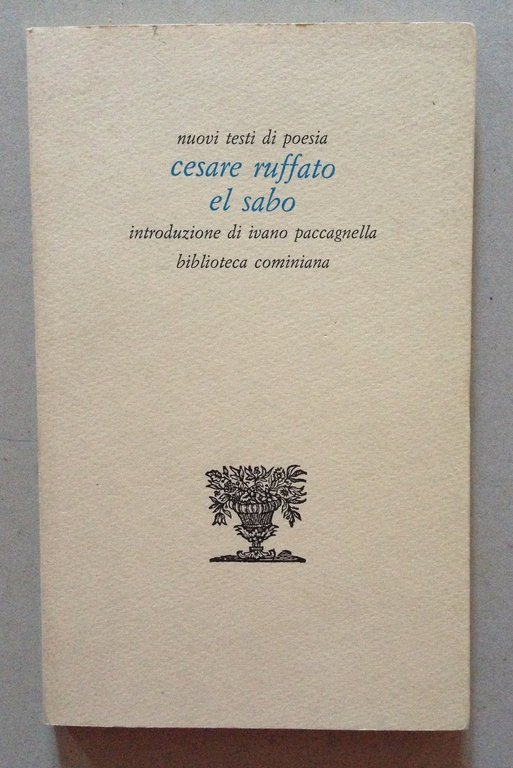 nuovi testi di poesia
cesare ruffato
el sabo
introduzione di ivano paccagnella
biblioteca cominiana